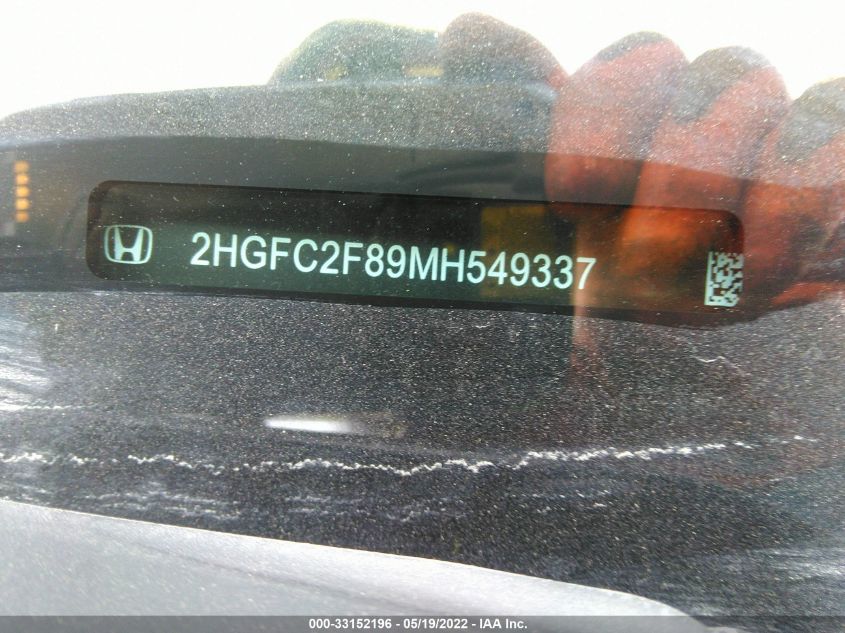 2HGFC2F89MH549337
000-33152196 - 05/19/2022 - IAA Inc.